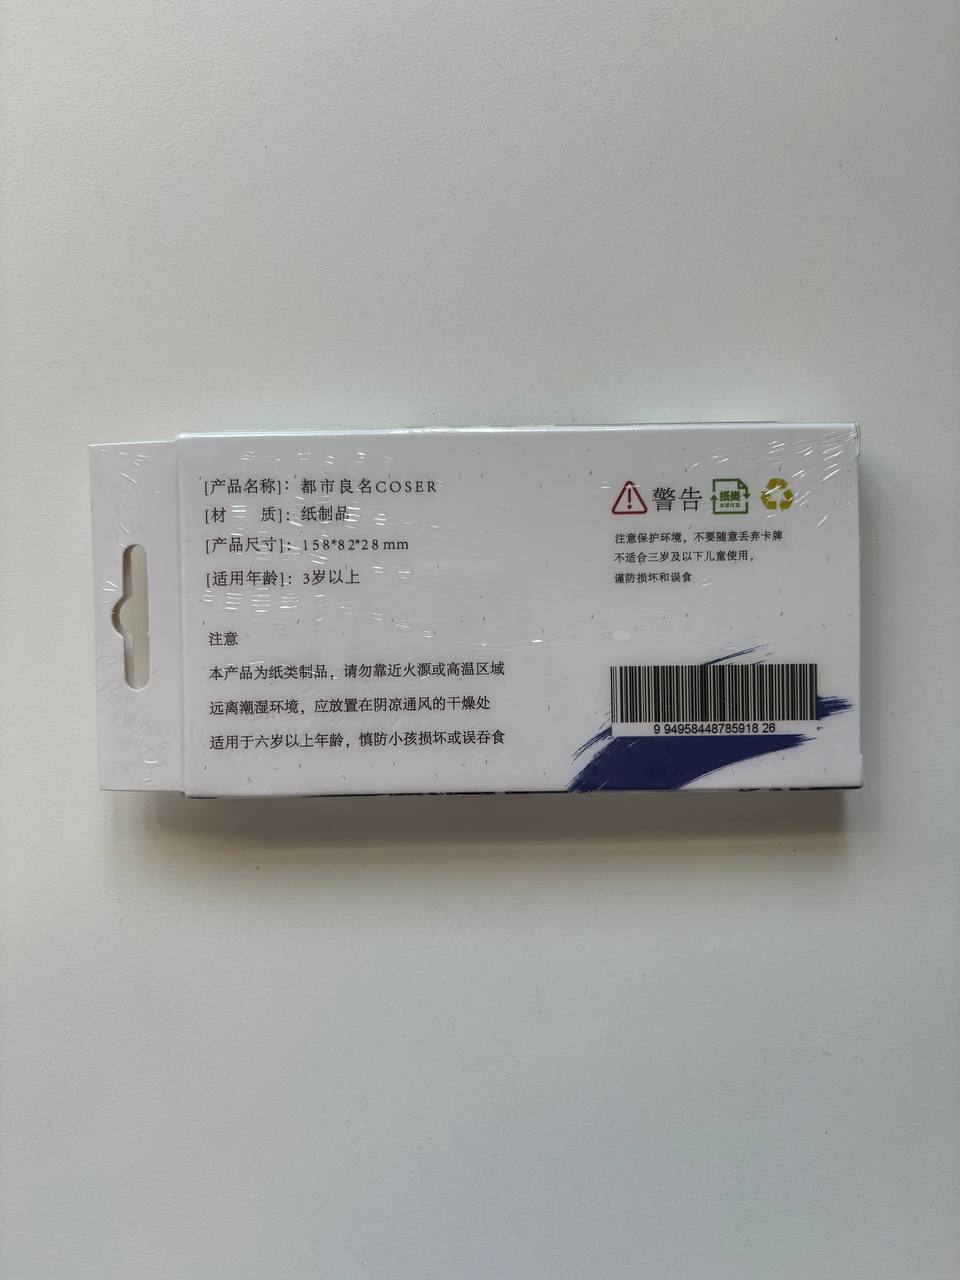 [产品名称]：都市良名COSER
[材　　质]：纸制品
[产品尺寸]：158*82*28mm
[适用年龄]：3岁以上
注意
本产品为纸类制品，请勿靠近火源或高温区域
远离潮湿环境，应放置在阴凉通风的干燥处
适用于六岁以上年龄，慎防小孩损坏或误吞食
警告
纸类
注意保护环境，不要随意丢弃卡牌
不适合三岁及以下儿童使用，
谨防损坏和误食
9 94958448785918 26